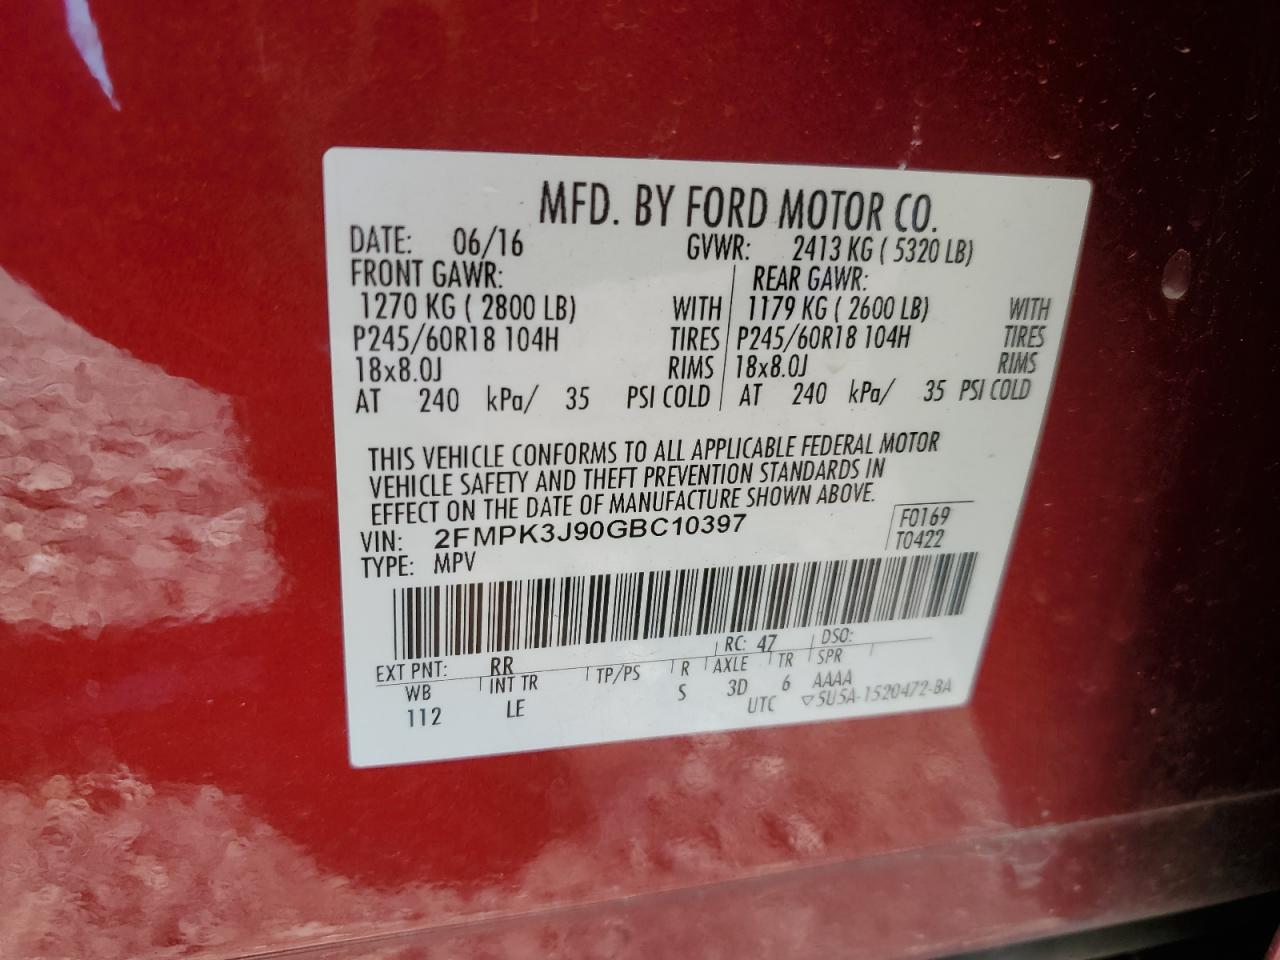 MFD. BY FORD MOTOR CO.
DATE: 06/16 GVWR: 2413 KG ( 5320 LB)
FRONT GAWR: REAR GAWR:
1270 KG ( 2800 LB) WITH 1179 KG ( 2600 LB) WITH
P245/60R18 104H TIRES P245/60R18 104H TIRES
18x8.0J RIMS 18x8.0J RIMS
AT 240 kPa/ 35 PSI COLD AT 240 kPa/ 35 PSI COLD
THIS VEHICLE CONFORMS TO ALL APPLICABLE FEDERAL MOTOR
VEHICLE SAFETY AND THEFT PREVENTION STANDARDS IN
EFFECT ON THE DATE OF MANUFACTURE SHOWN ABOVE.
VIN: 2FMPK3J90GBC10397 F0169
TYPE: MPV T0422
EXT PNT: RR RC: 47 DSO:
WB INT TR TP/PS R AXLE TR SPR
112 LE S 3D 6 AAAA
UTC ▽5U5A-1520472-BA